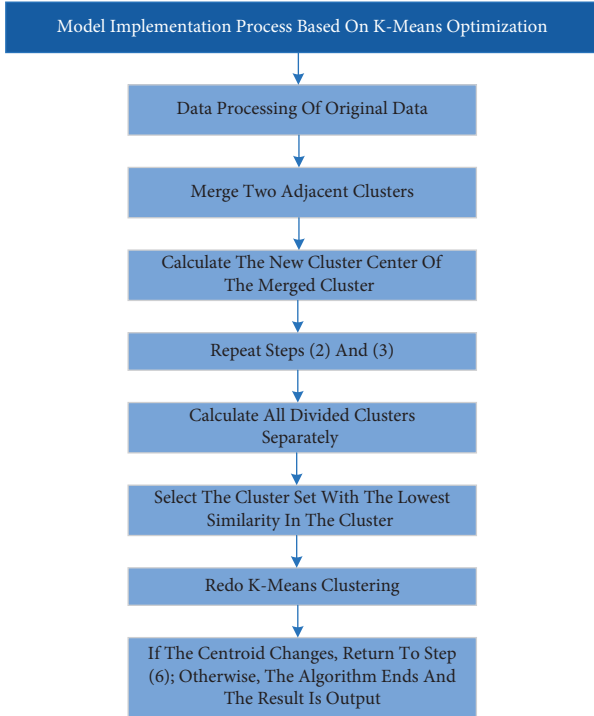 Model Implementation Process Based On K-Means Optimization
Data Processing Of Original Data
Merge Two Adjacent Clusters
Calculate The New Cluster Center Of
The Merged Cluster
Repeat Steps (2) And (3)
Calculate All Divided Clusters
Separately
Select The Cluster Set With The Lowest
Similarity In The Cluster
Redo K-Means Clustering
If The Centroid Changes, Return To Step
(6); Otherwise, The Algorithm Ends And
The Result Is Output